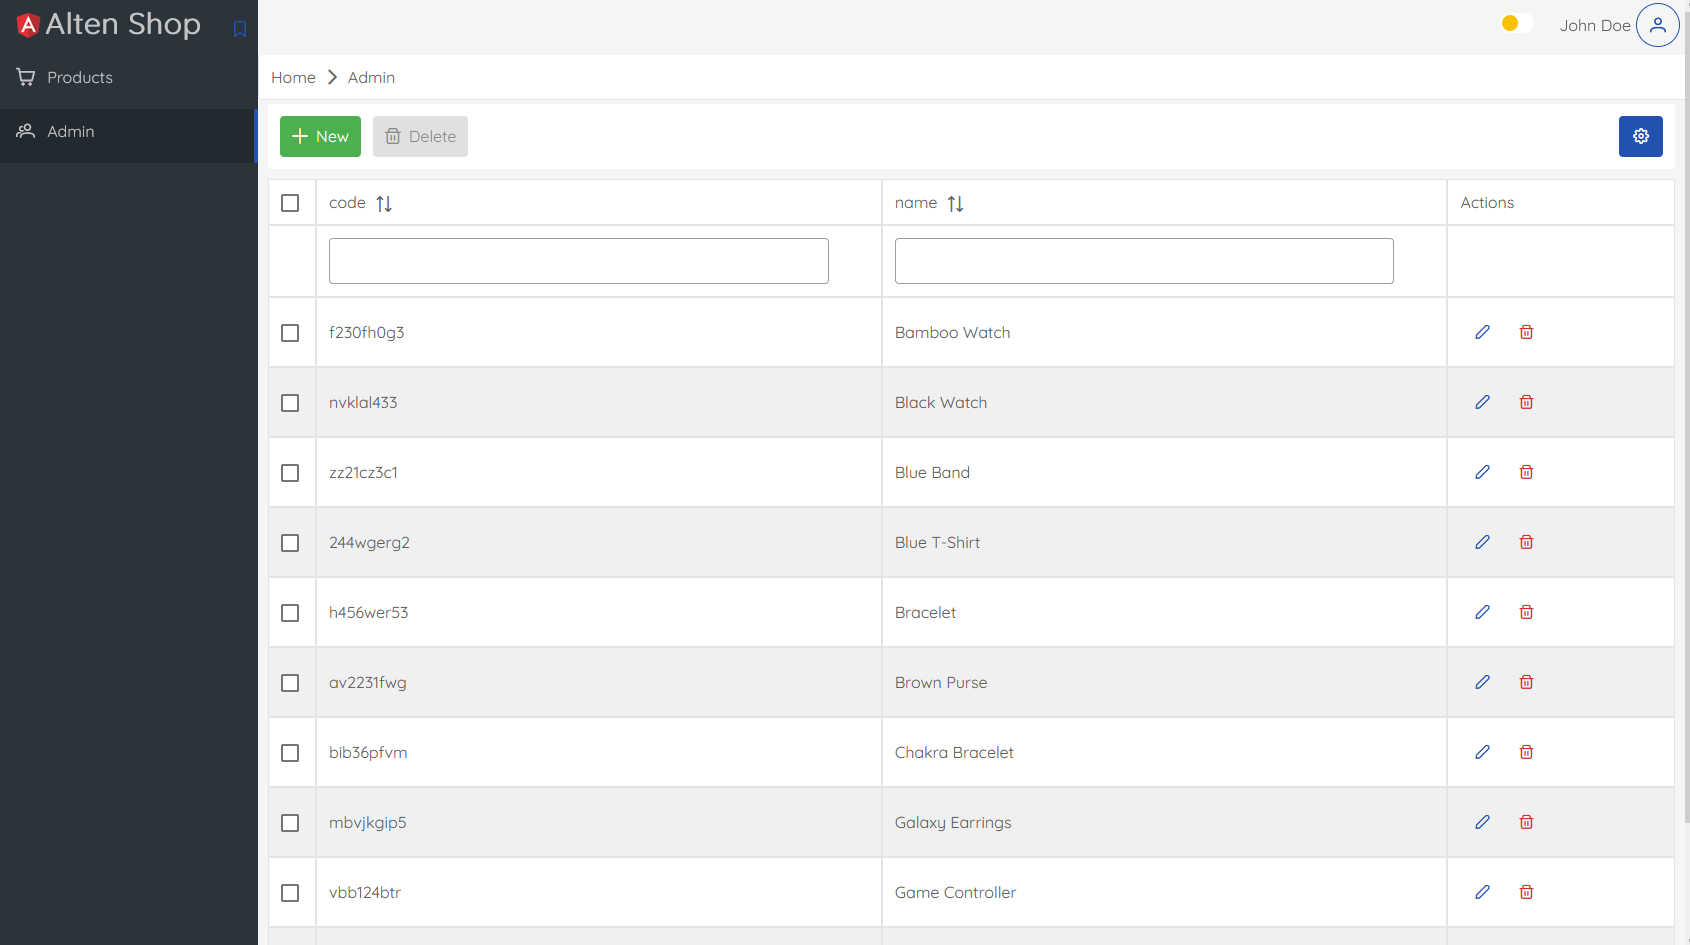 Alten Shop
John Doe
Products
Home Admin
Admin
New Delete
code name Actions
f230fh0g3 Bamboo Watch
nvklal433 Black Watch
zz21cz3c1 Blue Band
244wgerg2 Blue T-Shirt
h456wer53 Bracelet
av2231fwg Brown Purse
bib36pfvm Chakra Bracelet
mbvjkgip5 Galaxy Earrings
vbb124btr Game Controller